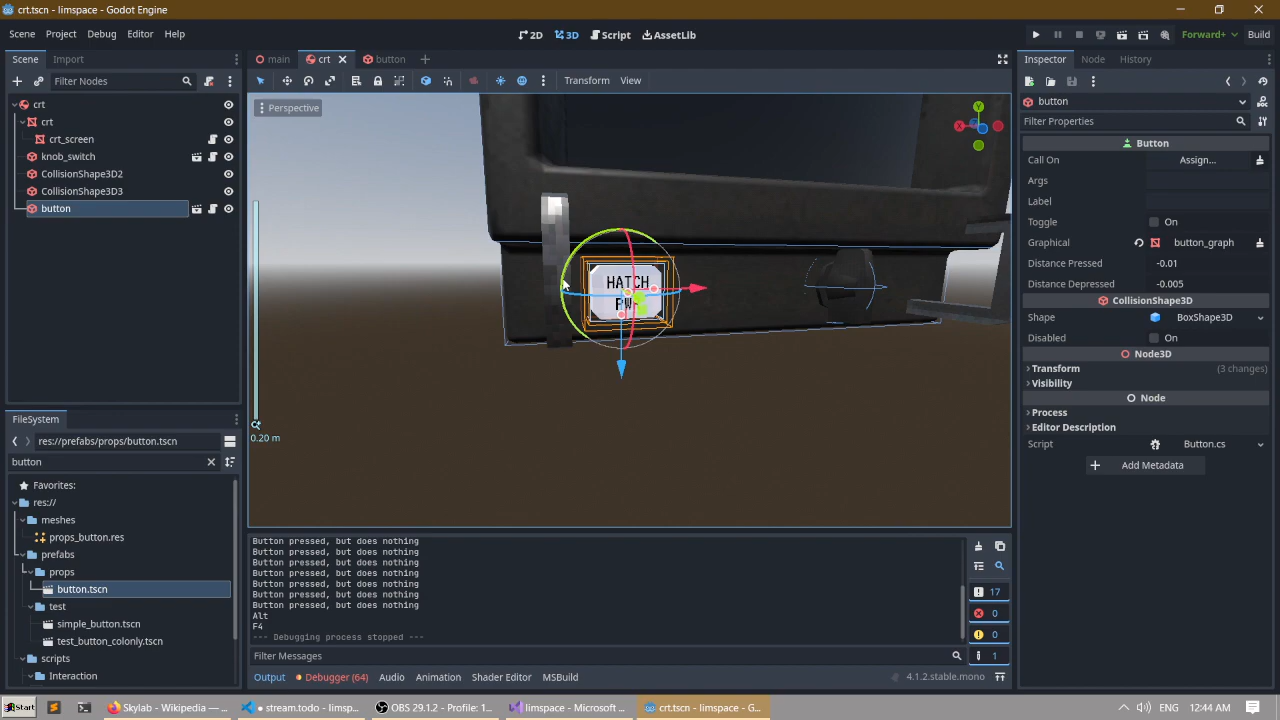 crt.tscn - limspace - Godot Engine
Scene Project Debug Editor Help
2D 3D Script AssetLib
Forward+ Build
Scene Import
main crt button
Inspector Node History
Filter Nodes
Transform View
button
Filter Properties
Perspective
crt
crt
crt_screen
knob_switch
CollisionShape3D2
CollisionShape3D3
button
HATCH
0.20 m
Button
Call On Assign...
Args
Label
Toggle On
Graphical button_graph
Distance Pressed -0.01
Distance Depressed -0.005
CollisionShape3D
Shape BoxShape3D
Disabled On
Node3D
Transform (3 changes)
Visibility
Node
Process
Editor Description
Script Button.cs
Add Metadata
FileSystem
res://prefabs/props/button.tscn
button
Favorites:
res://
meshes
props_button.res
prefabs
props
button.tscn
test
simple_button.tscn
test_button_colonly.tscn
scripts
Interaction
Button pressed, but does nothing
Button pressed, but does nothing
Button pressed, but does nothing
Button pressed, but does nothing
Button pressed, but does nothing
Button pressed, but does nothing
Button pressed, but does nothing
Alt
F4
--- Debugging process stopped ---
17
0
0
1
Filter Messages
Output Debugger (64) Audio Animation Shader Editor MSBuild
4.1.2.stable.mono
Start Skylab - Wikipedia — ... stream.todo - limsp... OBS 29.1.2 - Profile: 1... limspace - Microsoft ... crt.tscn - limspace - G... 12:44 AM